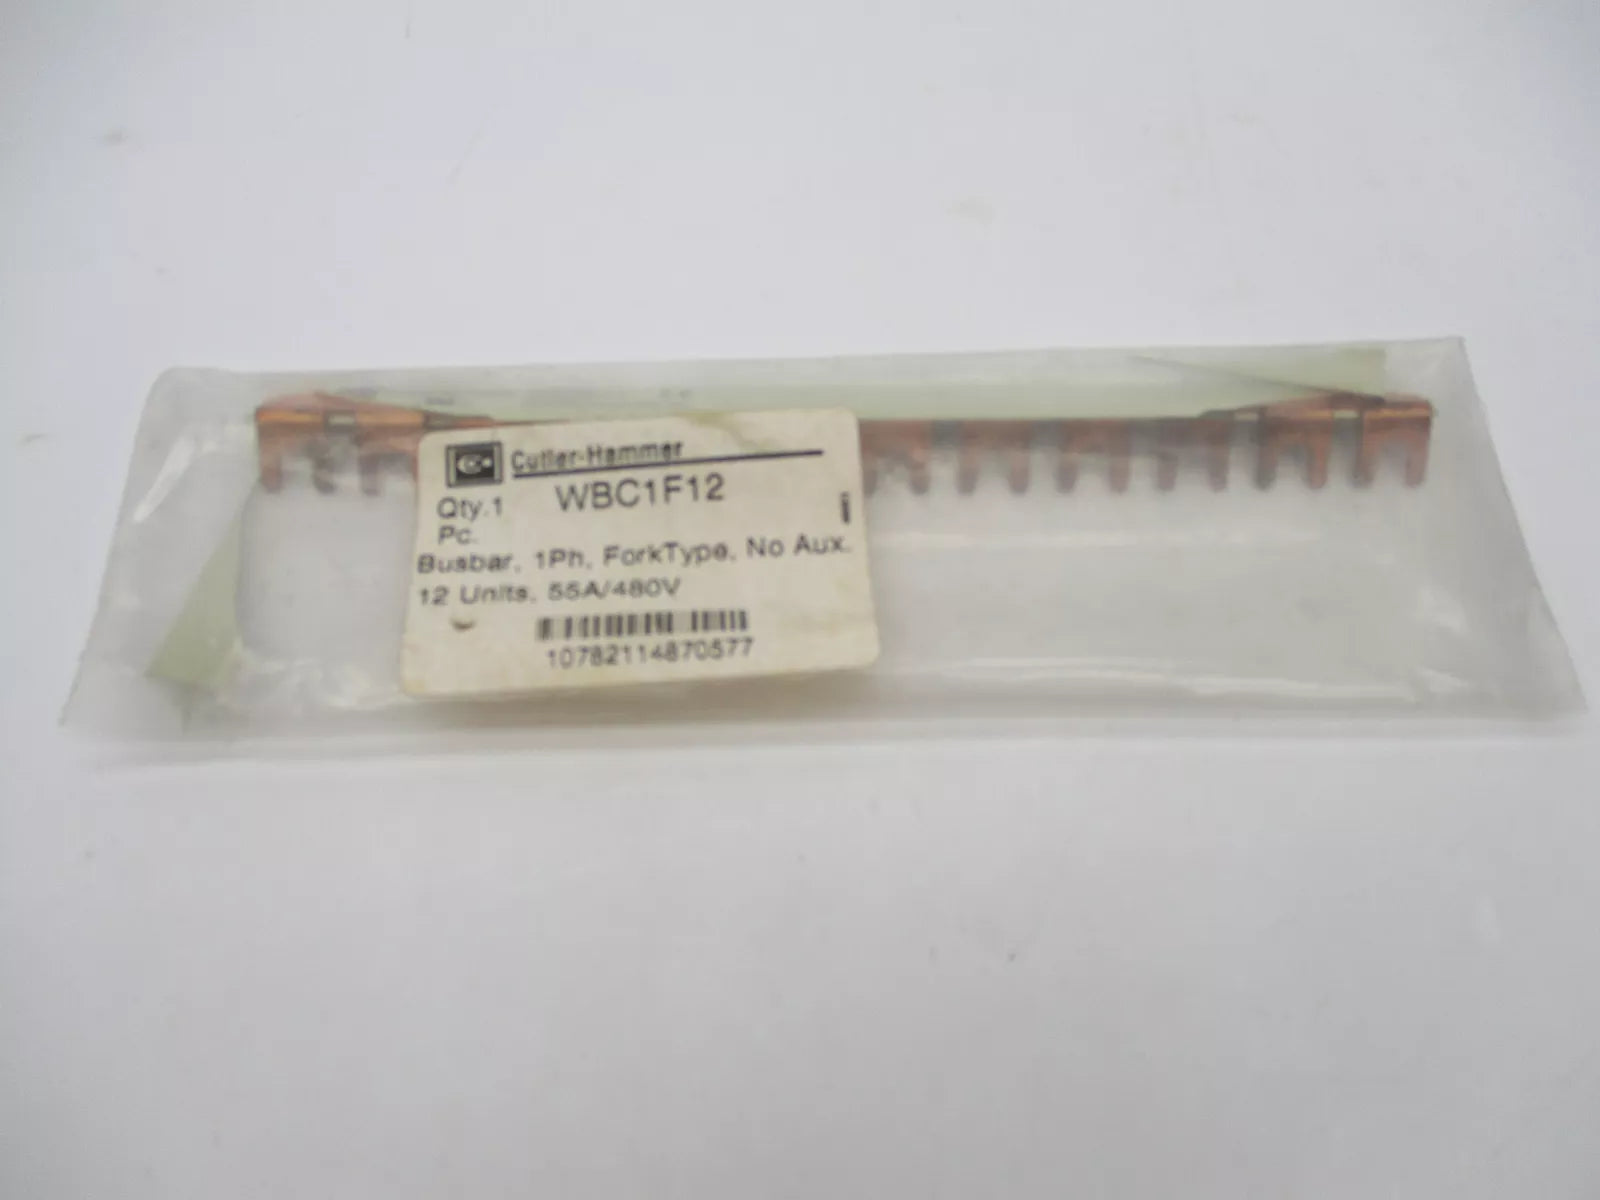 Cutler-Hammer
Qty.1 WBC1F12
Pc.
Busbar, 1Ph, ForkType, No Aux.
12 Units, 55A/480V
10782114870577